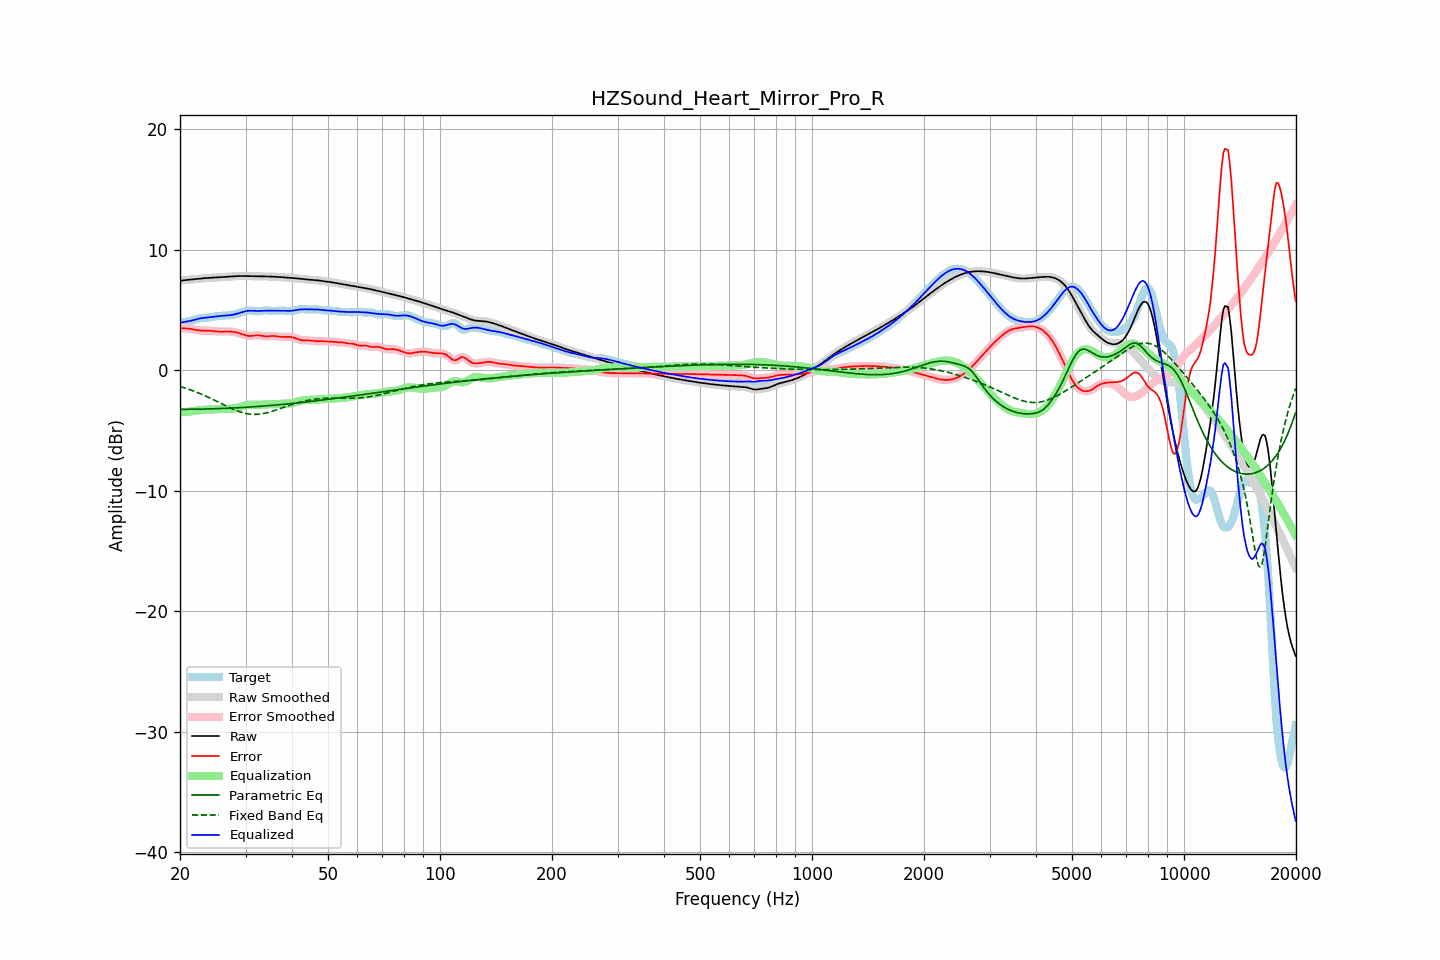 HZSound_Heart_Mirror_Pro_R
20
10
0
−10
−20
−30
−40
Amplitude (dBr)
Target
Raw Smoothed
Error Smoothed
Raw
Error
Equalization
Parametric Eq
Fixed Band Eq
Equalized
20
50
100
200
500
1000
2000
5000
10000
20000
Frequency (Hz)